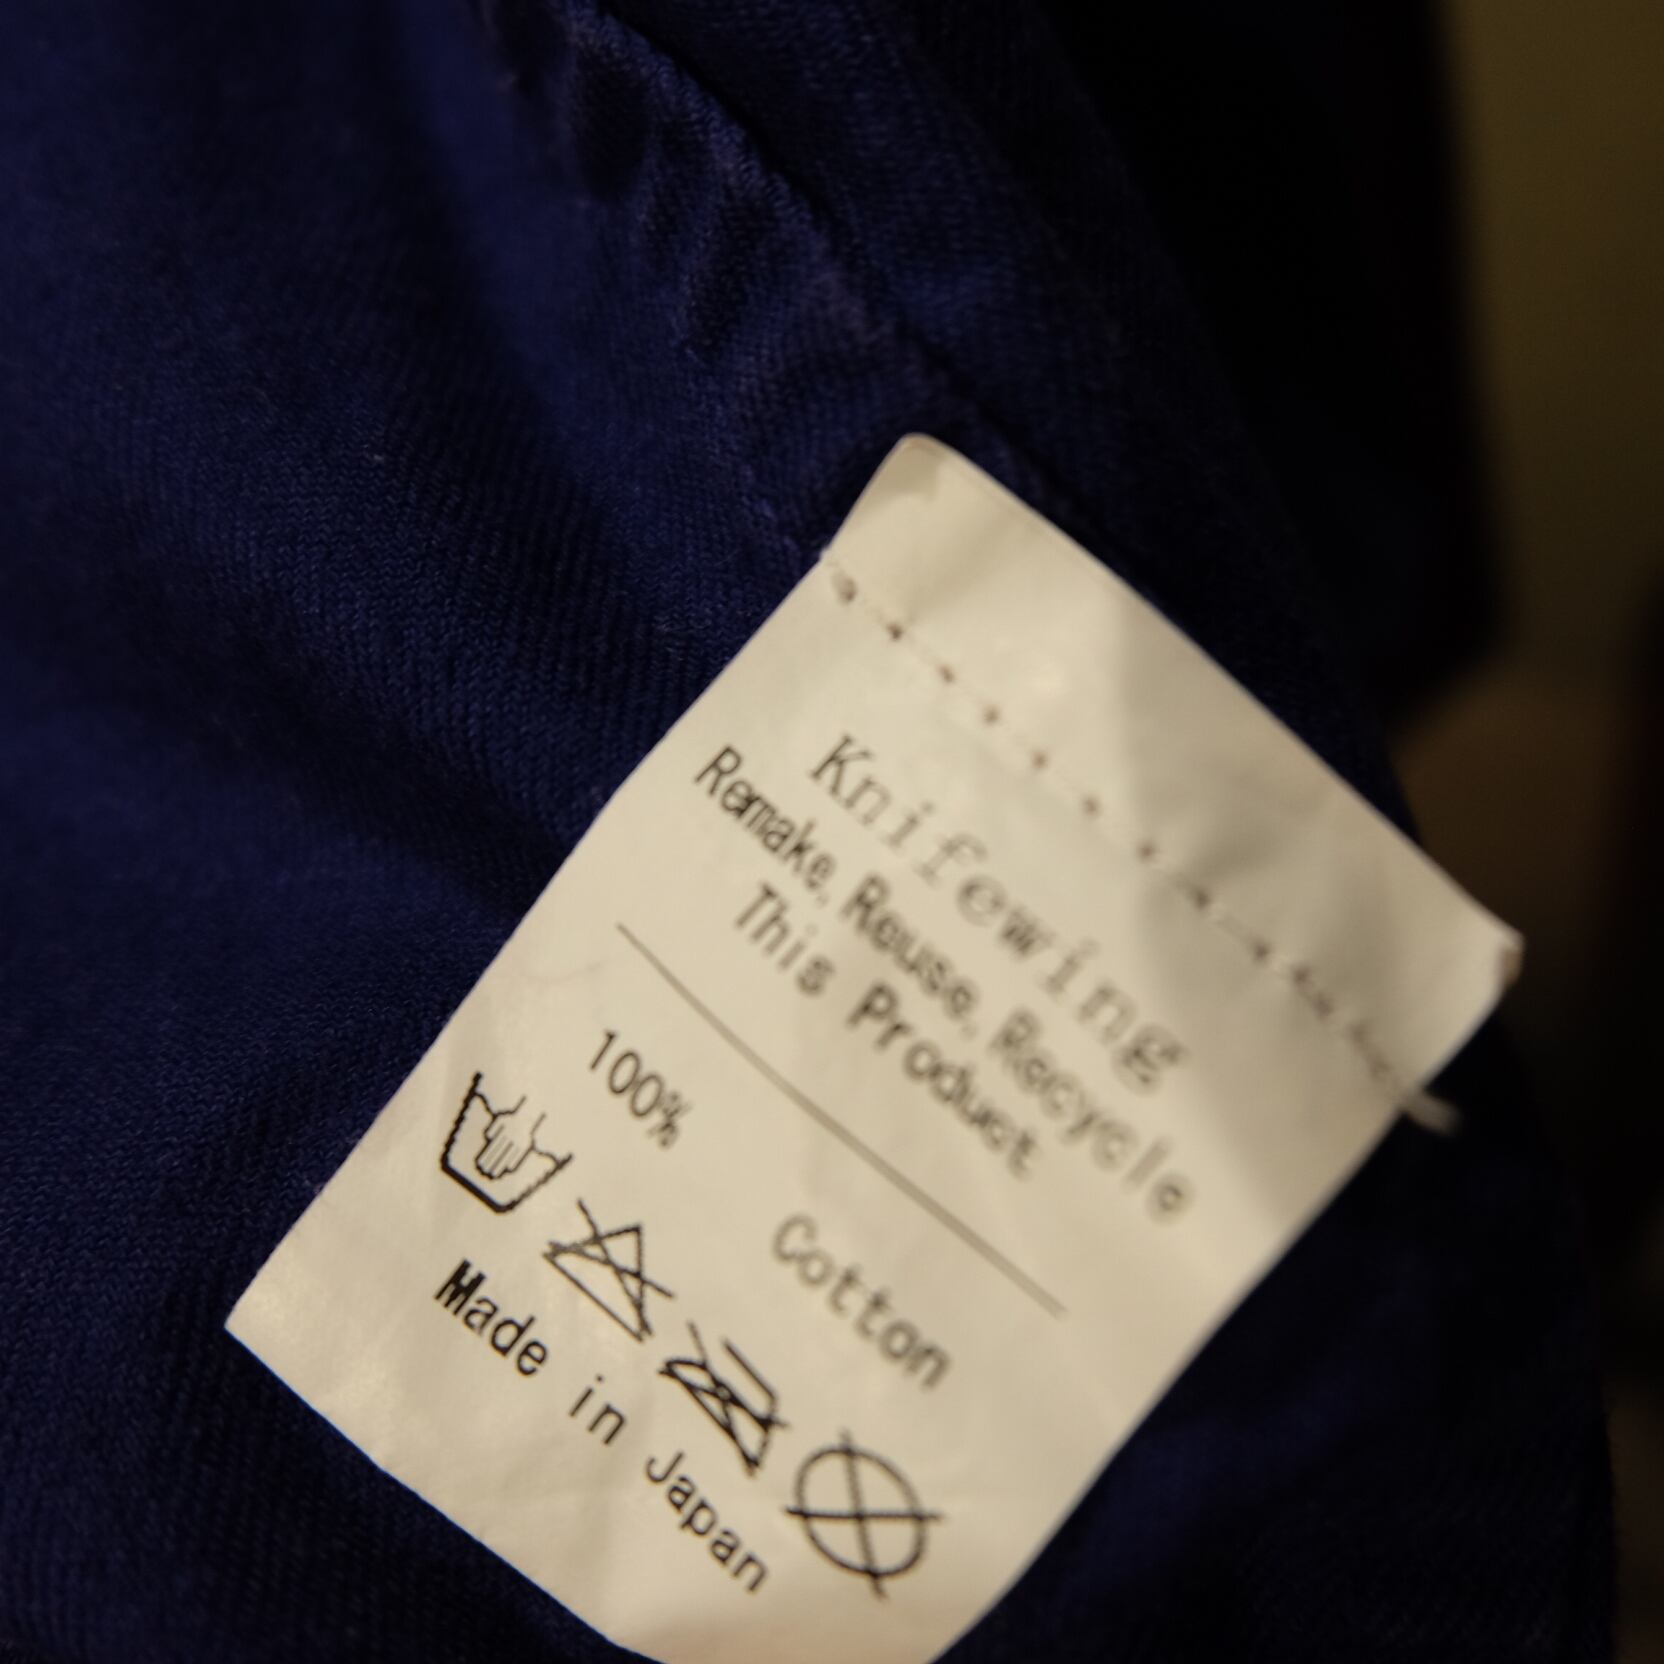 Knifewing
Remake, Reuse, Recycle
This Product
100% Cotton
Made in Japan